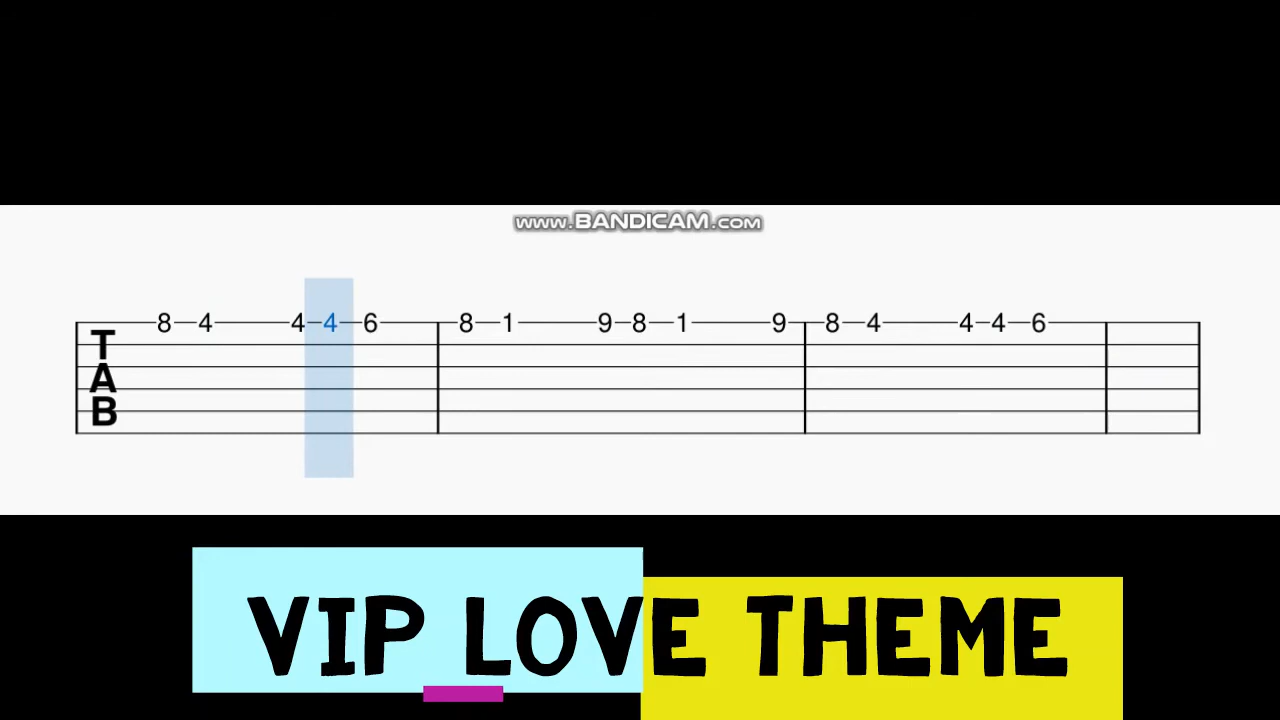 www.BANDICAM.com
8 4 4 4 6 8 1 9 8 1 9 8 4 4 4 6
T
A
B
VIP LOVE THEME